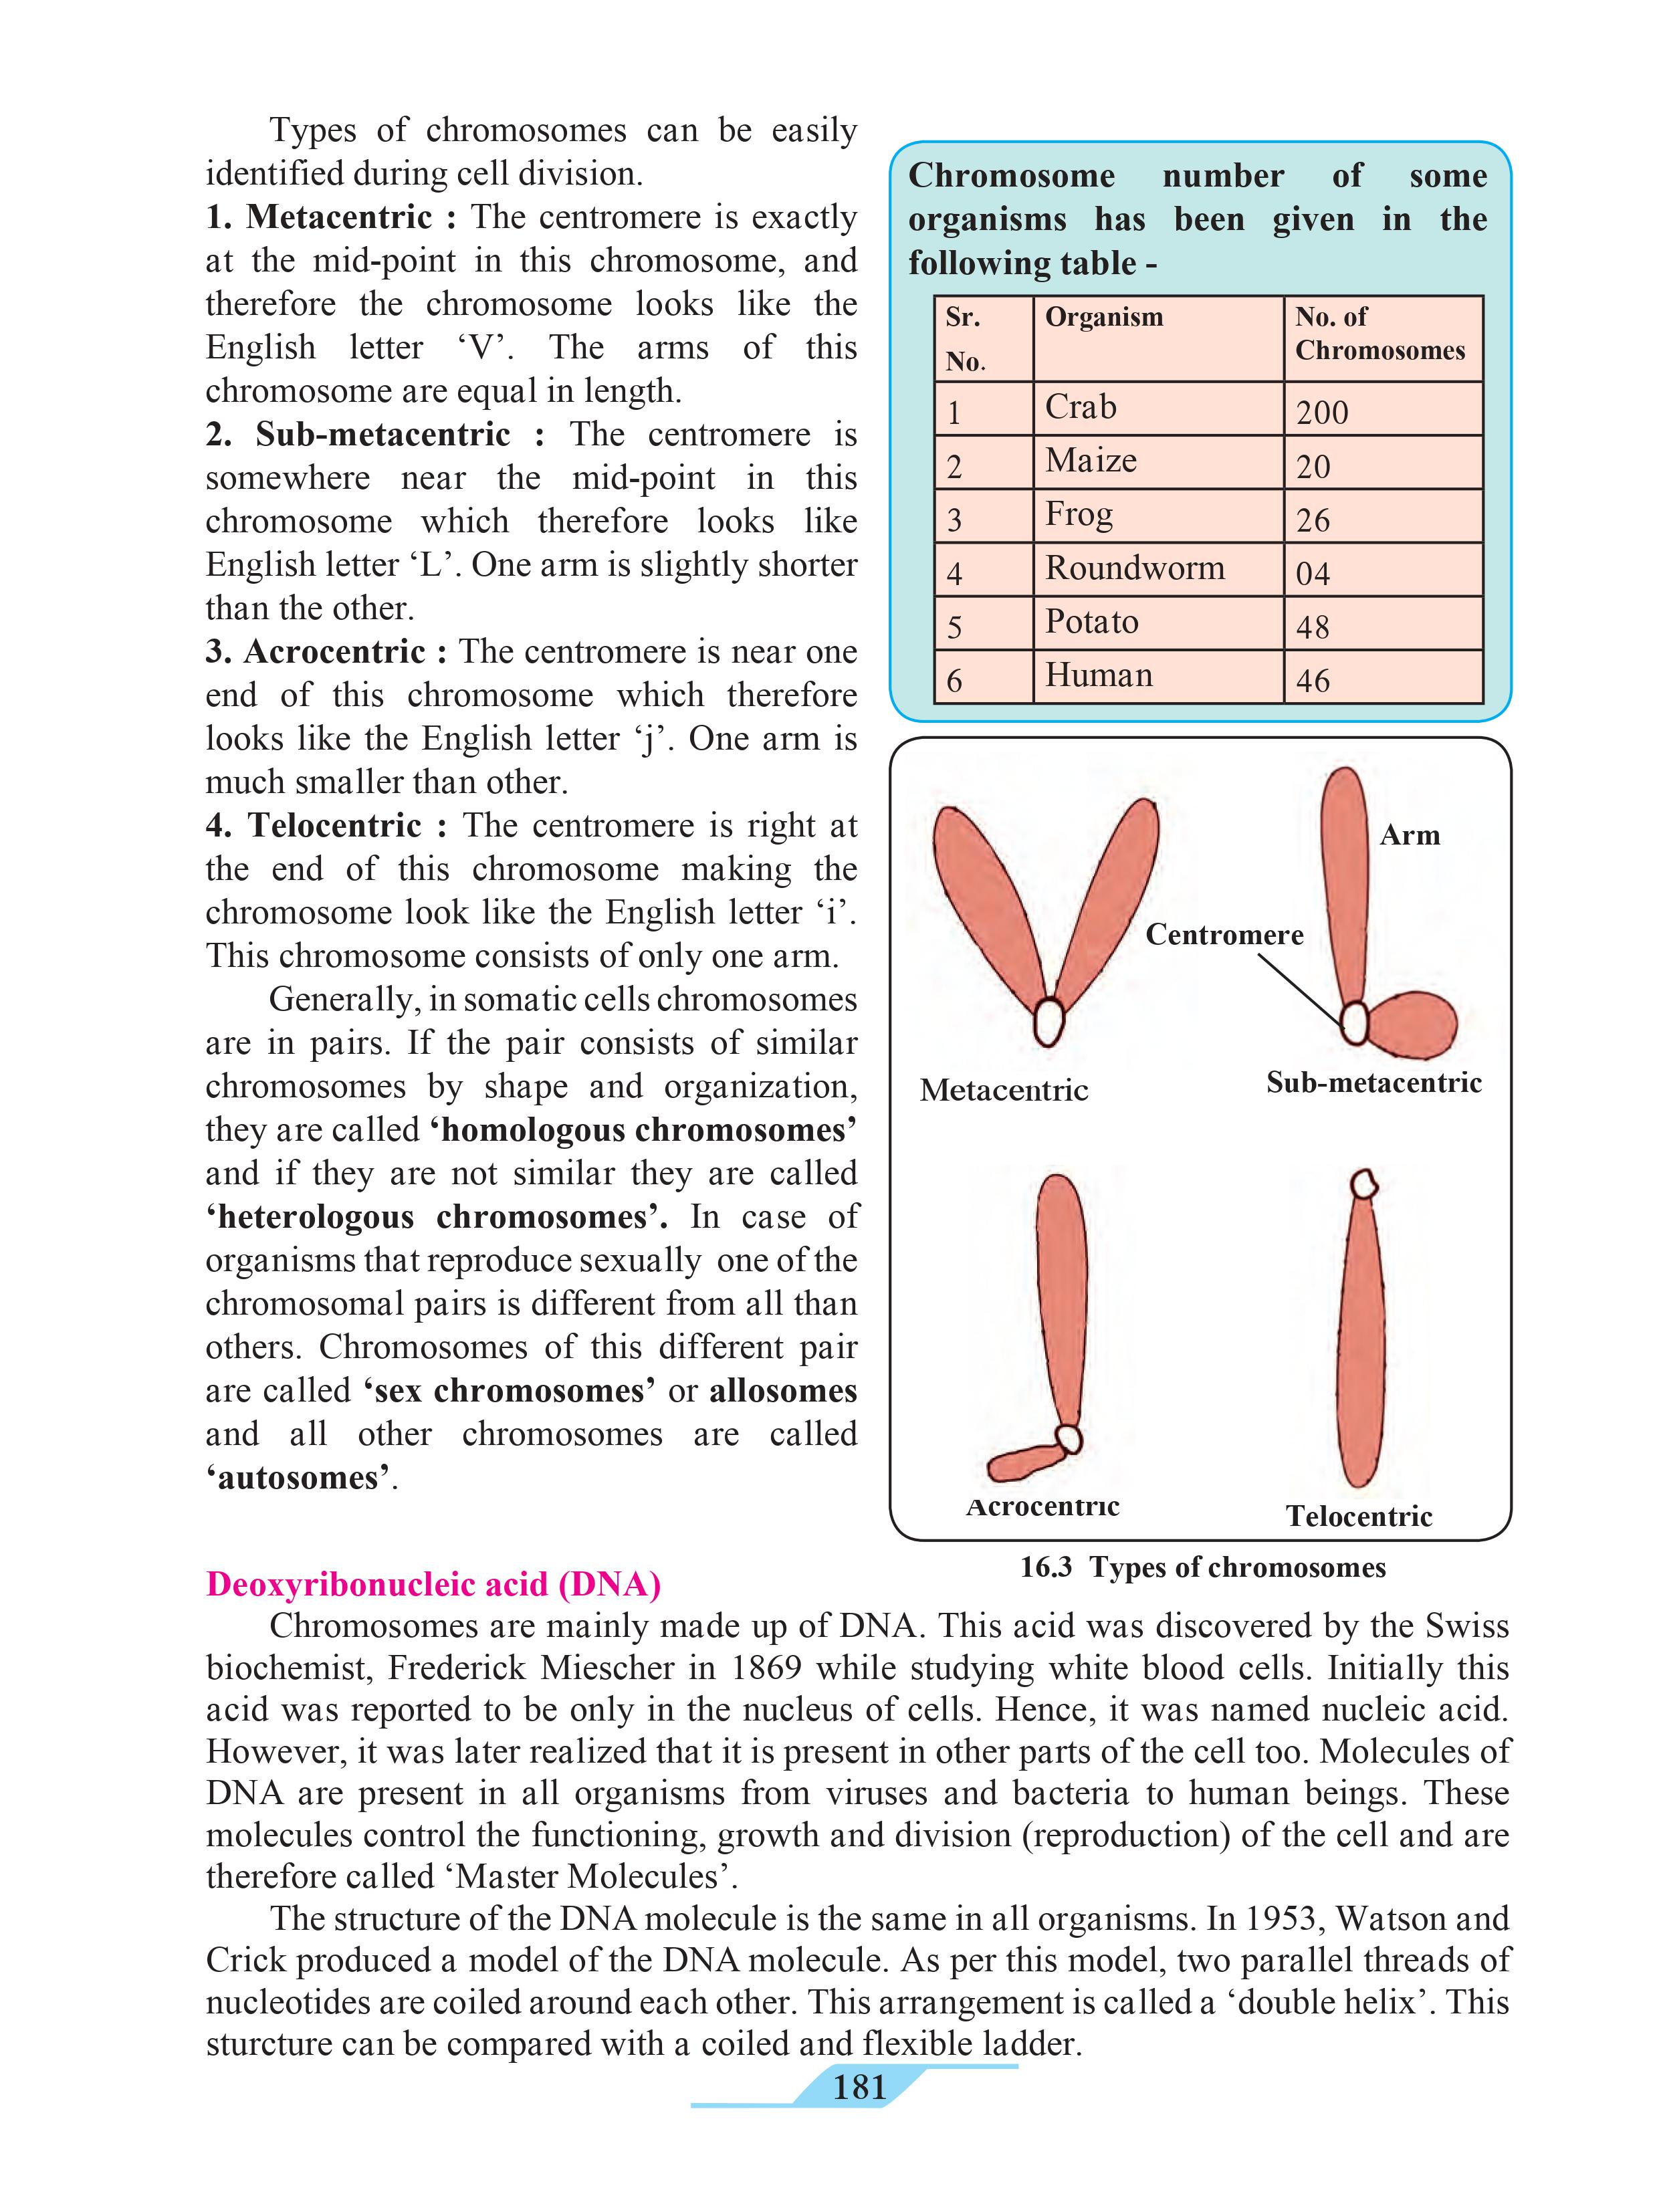 Types of chromosomes can be easily
identified during cell division.
1. Metacentric : The centromere is exactly
at the mid-point in this chromosome, and
therefore the chromosome looks like the
English letter ‘V’. The arms of this
chromosome are equal in length.
2. Sub-metacentric : The centromere is
somewhere near the mid-point in this
chromosome which therefore looks like
English letter ‘L’. One arm is slightly shorter
than the other.
3. Acrocentric : The centromere is near one
end of this chromosome which therefore
looks like the English letter ‘j’. One arm is
much smaller than other.
4. Telocentric : The centromere is right at
the end of this chromosome making the
chromosome look like the English letter ‘i’.
This chromosome consists of only one arm.
Generally, in somatic cells chromosomes
are in pairs. If the pair consists of similar
chromosomes by shape and organization,
they are called ‘homologous chromosomes’
and if they are not similar they are called
‘heterologous chromosomes’. In case of
organisms that reproduce sexually one of the
chromosomal pairs is different from all than
others. Chromosomes of this different pair
are called ‘sex chromosomes’ or allosomes
and all other chromosomes are called
‘autosomes’.
Chromosome number of some
organisms has been given in the
following table -
Sr. No. Organism No. of Chromosomes
1 Crab 200
2 Maize 20
3 Frog 26
4 Roundworm 04
5 Potato 48
6 Human 46
Arm
Centromere
Metacentric
Sub-metacentric
Acrocentric
Telocentric
16.3 Types of chromosomes
Deoxyribonucleic acid (DNA)
Chromosomes are mainly made up of DNA. This acid was discovered by the Swiss
biochemist, Frederick Miescher in 1869 while studying white blood cells. Initially this
acid was reported to be only in the nucleus of cells. Hence, it was named nucleic acid.
However, it was later realized that it is present in other parts of the cell too. Molecules of
DNA are present in all organisms from viruses and bacteria to human beings. These
molecules control the functioning, growth and division (reproduction) of the cell and are
therefore called ‘Master Molecules’.
The structure of the DNA molecule is the same in all organisms. In 1953, Watson and
Crick produced a model of the DNA molecule. As per this model, two parallel threads of
nucleotides are coiled around each other. This arrangement is called a ‘double helix’. This
sturcture can be compared with a coiled and flexible ladder.
181